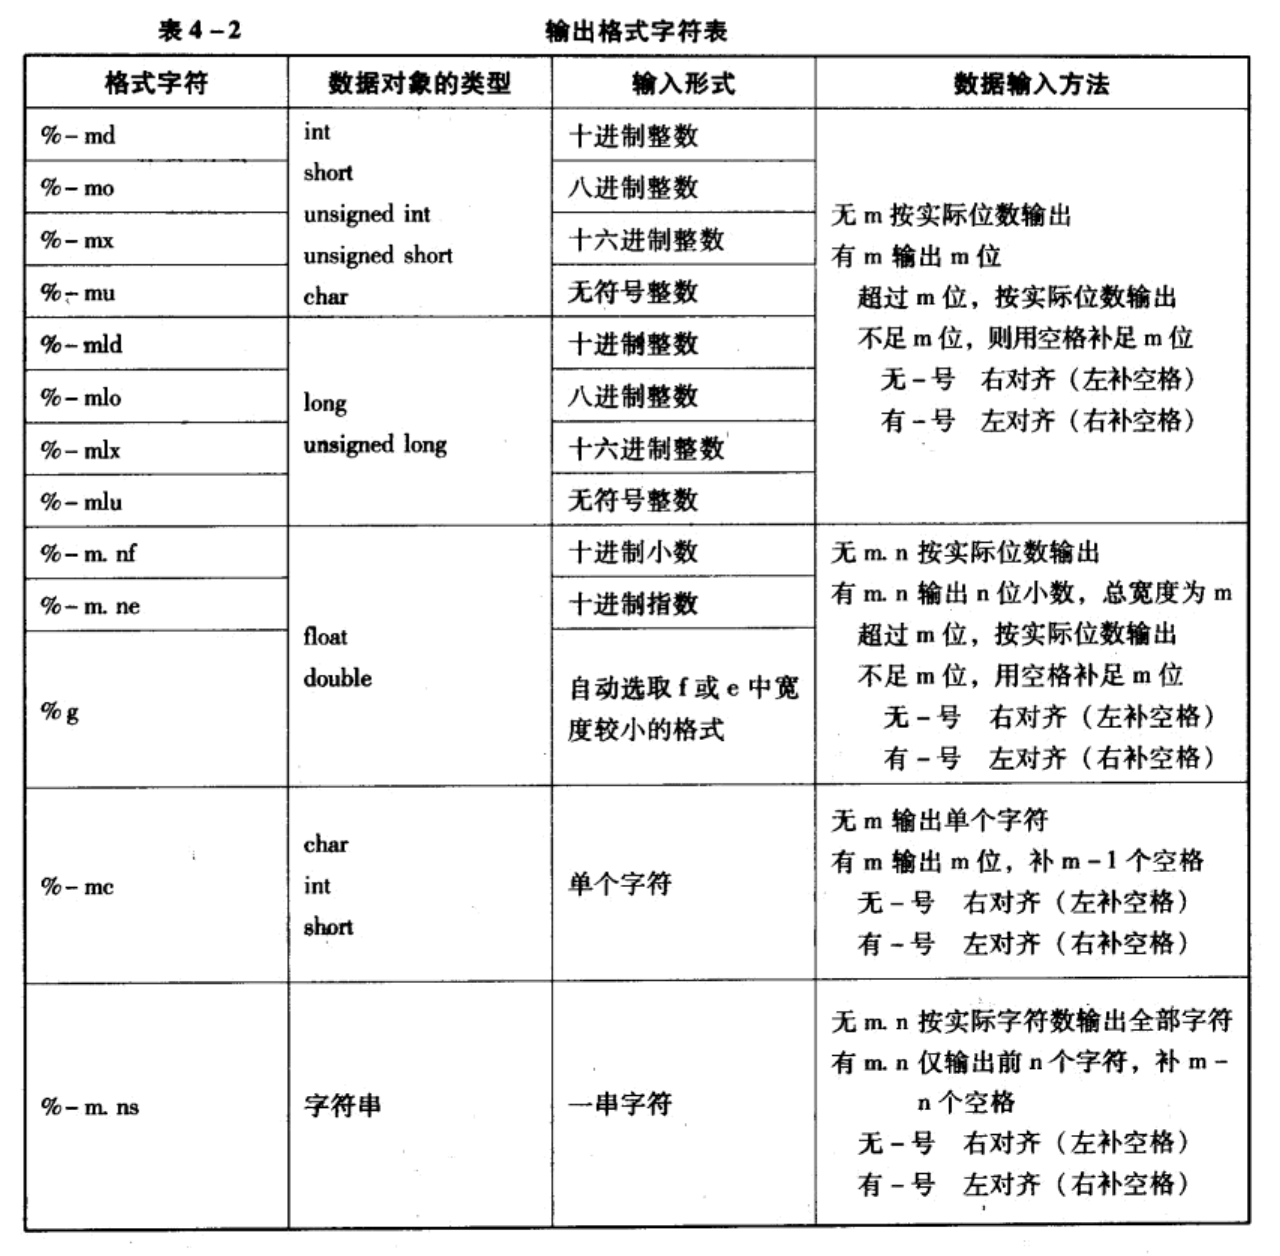 表 4-2 输出格式字符表
格式字符 数据对象的类型 输入形式 数据输入方法
%-md
%-mo
%-mx
%-mu
int
short
unsigned int
unsigned short
char
十进制整数
八进制整数
十六进制整数
无符号整数
%-mld
%-mlo
%-mlx
%-mlu
long
unsigned long
十进制整数
八进制整数
十六进制整数
无符号整数
无 m 按实际位数输出
有 m 输出 m 位
超过 m 位，按实际位数输出
不足 m 位，则用空格补足 m 位
无-号 右对齐（左补空格）
有-号 左对齐（右补空格）
%-m. nf
%-m. ne
%g
float
double
十进制小数
十进制指数
自动选取 f 或 e 中宽
度较小的格式
无 m. n 按实际位数输出
有 m. n 输出 n 位小数，总宽度为 m
超过 m 位，按实际位数输出
不足 m 位，用空格补足 m 位
无-号 右对齐（左补空格）
有-号 左对齐（右补空格）
%-mc
char
int
short
单个字符
无 m 输出单个字符
有 m 输出 m 位，补 m-1 个空格
无-号 右对齐（左补空格）
有-号 左对齐（右补空格）
%-m. ns
字符串
一串字符
无 m. n 按实际字符数输出全部字符
有 m. n 仅输出前 n 个字符，补 m-
n 个空格
无-号 右对齐（左补空格）
有-号 左对齐（右补空格）